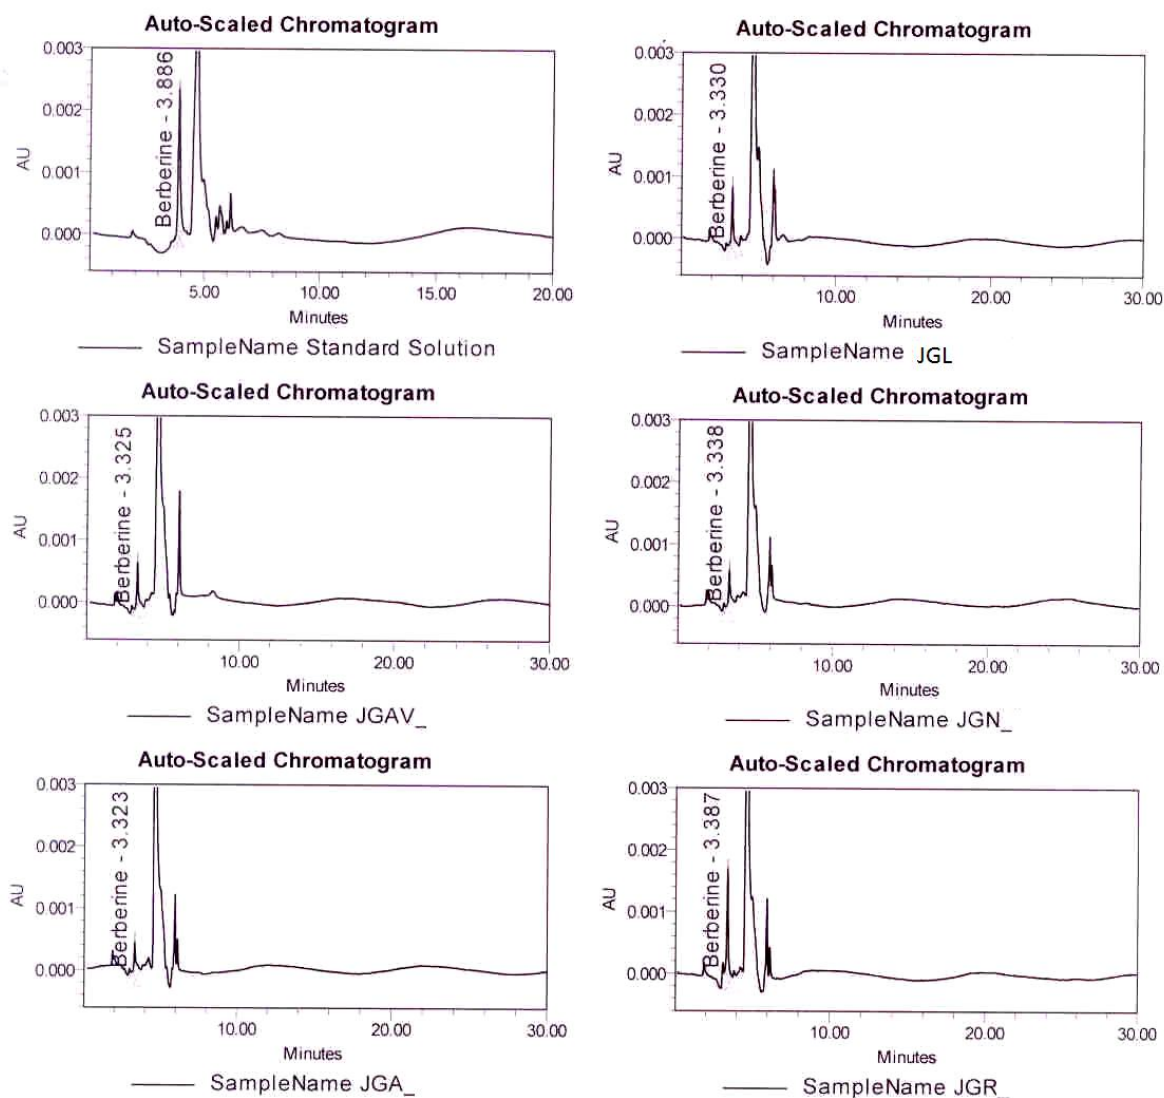 Auto-Scaled Chromatogram
0.003
0.002
0.001
0.000
AU
Berberine - 3.886
5.00 10.00 15.00 20.00
Minutes
SampleName Standard Solution
Auto-Scaled Chromatogram
0.003
0.002
0.001
0.000
AU
Berberine - 3.330
10.00 20.00 30.00
Minutes
SampleName JGL
Auto-Scaled Chromatogram
0.003
0.002
0.001
0.000
AU
Berberine - 3.325
10.00 20.00 30.00
Minutes
SampleName JGAV_
Auto-Scaled Chromatogram
0.003
0.002
0.001
0.000
AU
Berberine - 3.338
10.00 20.00 30.00
Minutes
SampleName JGN_
Auto-Scaled Chromatogram
0.003
0.002
0.001
0.000
AU
Berberine - 3.323
10.00 20.00 30.00
Minutes
SampleName JGA_
Auto-Scaled Chromatogram
0.003
0.002
0.001
0.000
AU
Berberine - 3.387
10.00 20.00 30.00
Minutes
SampleName JGR_